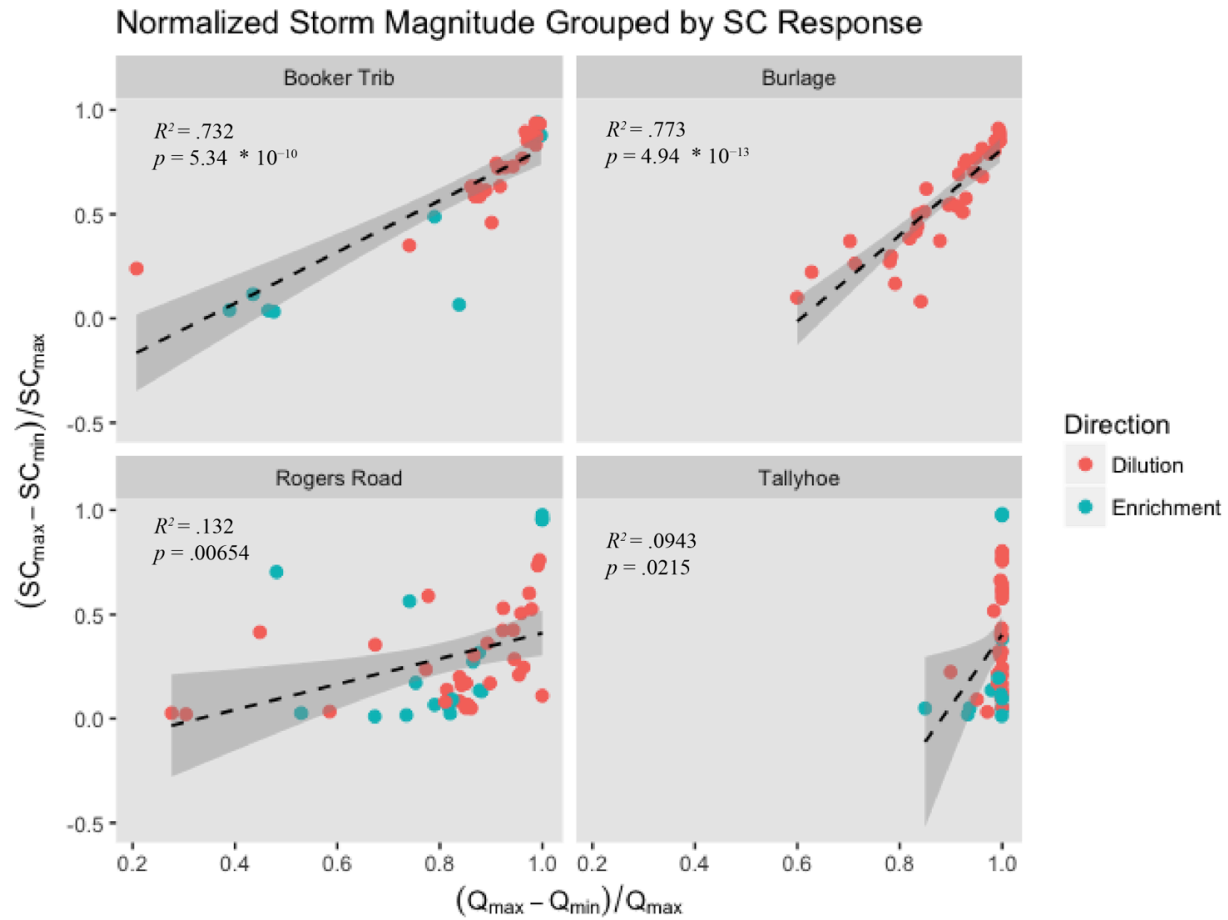 Normalized Storm Magnitude Grouped by SC Response
Booker Trib
R² = .732
p = 5.34 * 10⁻¹⁰
Burlage
R² = .773
p = 4.94 * 10⁻¹³
1.0
0.5
0.0
-0.5
Rogers Road
R² = .132
p = .00654
Tallyhoe
R² = .0943
p = .0215
1.0
0.5
0.0
-0.5
0.2 0.4 0.6 0.8 1.0
0.2 0.4 0.6 0.8 1.0
(SCmax − SCmin)/SCmax
(Qmax − Qmin)/Qmax
Direction
Dilution
Enrichment